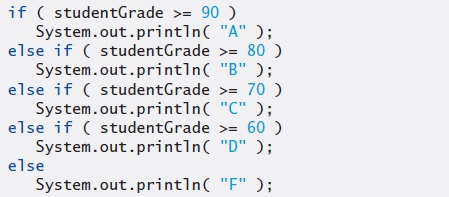 if ( studentGrade >= 90 )
   System.out.println( "A" );
else if ( studentGrade >= 80 )
   System.out.println( "B" );
else if ( studentGrade >= 70 )
   System.out.println( "C" );
else if ( studentGrade >= 60 )
   System.out.println( "D" );
else
   System.out.println( "F" );